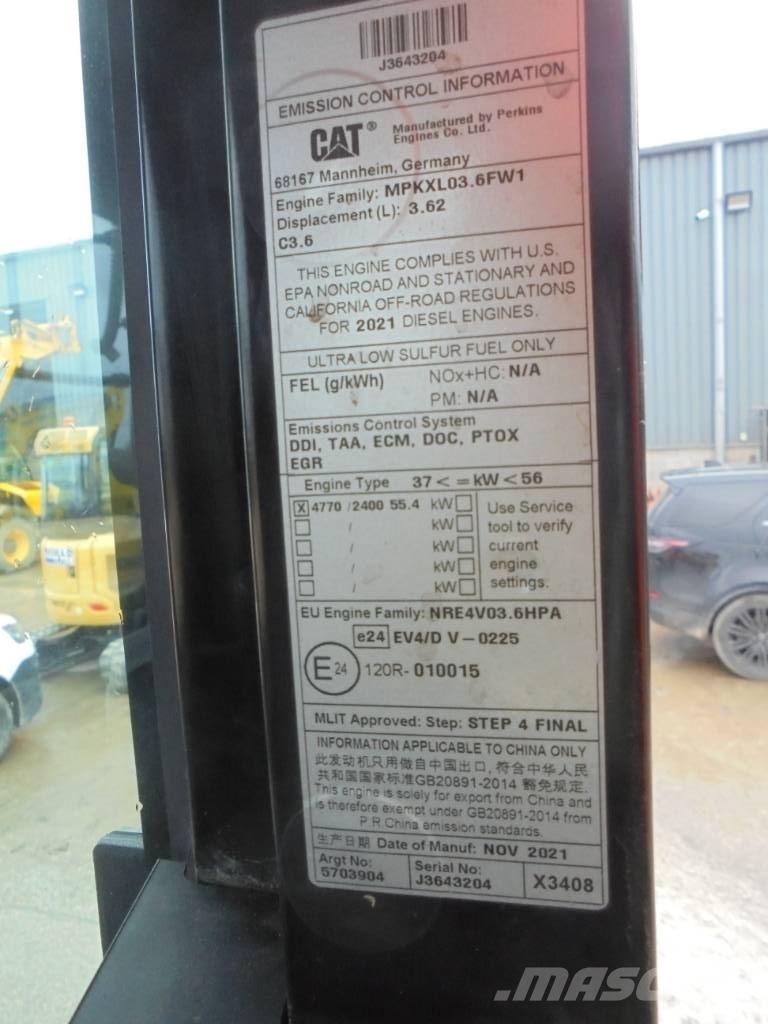 J3643204
EMISSION CONTROL INFORMATION
CAT® Manufactured by Perkins
Engines Co. Ltd.
68167 Mannheim, Germany
Engine Family: MPKXL03.6FW1
Displacement (L): 3.62
C3.6
THIS ENGINE COMPLIES WITH U.S.
EPA NONROAD AND STATIONARY AND
CALIFORNIA OFF-ROAD REGULATIONS
FOR 2021 DIESEL ENGINES.
ULTRA LOW SULFUR FUEL ONLY
FEL (g/kWh) NOx+HC: N/A
PM: N/A
Emissions Control System
DDI, TAA, ECM, DOC, PTOX
EGR
Engine Type 37 < = kW < 56
X 4770 / 2400 55.4 kW
/ kW
/ kW
/ kW
/ kW
Use Service
tool to verify
current
engine
settings.
EU Engine Family: NRE4V03.6HPA
e24 EV4/D V-0225
E24 120R-010015
MLIT Approved: Step: STEP 4 FINAL
INFORMATION APPLICABLE TO CHINA ONLY
此发动机只用做自中国出口, 符合中华人民
共和国国家标准GB20891-2014 豁免规定.
This engine is solely for export from China and
is therefore exempt under GB20891-2014 from
P.R.China emission standards.
生产日期 Date of Manuf: NOV 2021
Argt No:
5703904
Serial No:
J3643204
X3408